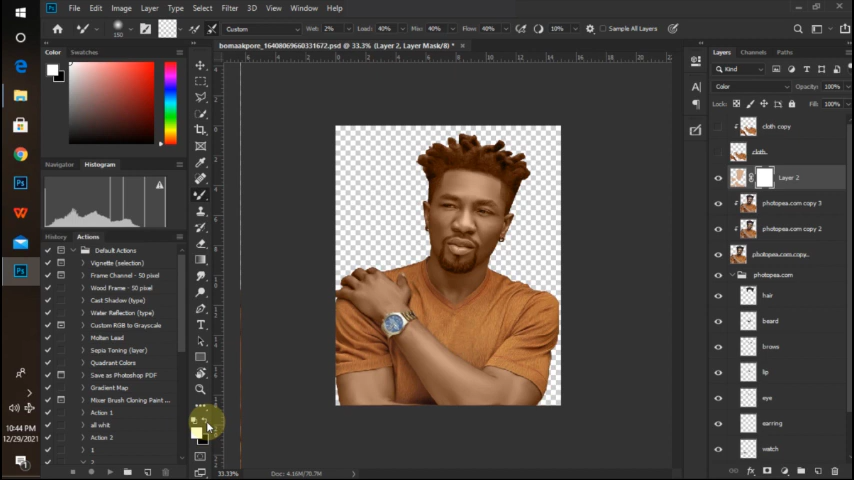 File Edit Image Layer Type Select Filter 3D View Window Help
150 Custom Wet: 2% Load: 40% Mix: 40% Flow: 40% 10% Sample All Layers
bomaakpore_16408069660331672.psd @ 33.3% (Layer 2, Layer Mask/8) *
Color Swatches
Navigator Histogram
History Actions
Default Actions
Vignette (selection)
Frame Channel - 50 pixel
Wood Frame - 50 pixel
Cast Shadow (type)
Water Reflection (type)
Custom RGB to Grayscale
Molten Lead
Sepia Toning (layer)
Quadrant Colors
Save as Photoshop PDF
Gradient Map
Mixer Brush Cloning Paint ...
Action 1
all whit
Action 2
1
2
Layers Channels Paths
Kind
Color Opacity: 100%
Lock: Fill: 100%
cloth copy
cloth..
Layer 2
photopea.com copy 3
photopea.com copy 2
photopea.com copy..
photopea.com
hair
beard
brows
lip
eye
earring
watch
10:44 PM
12/29/2021
33.33% Doc: 4.16M/70.7M